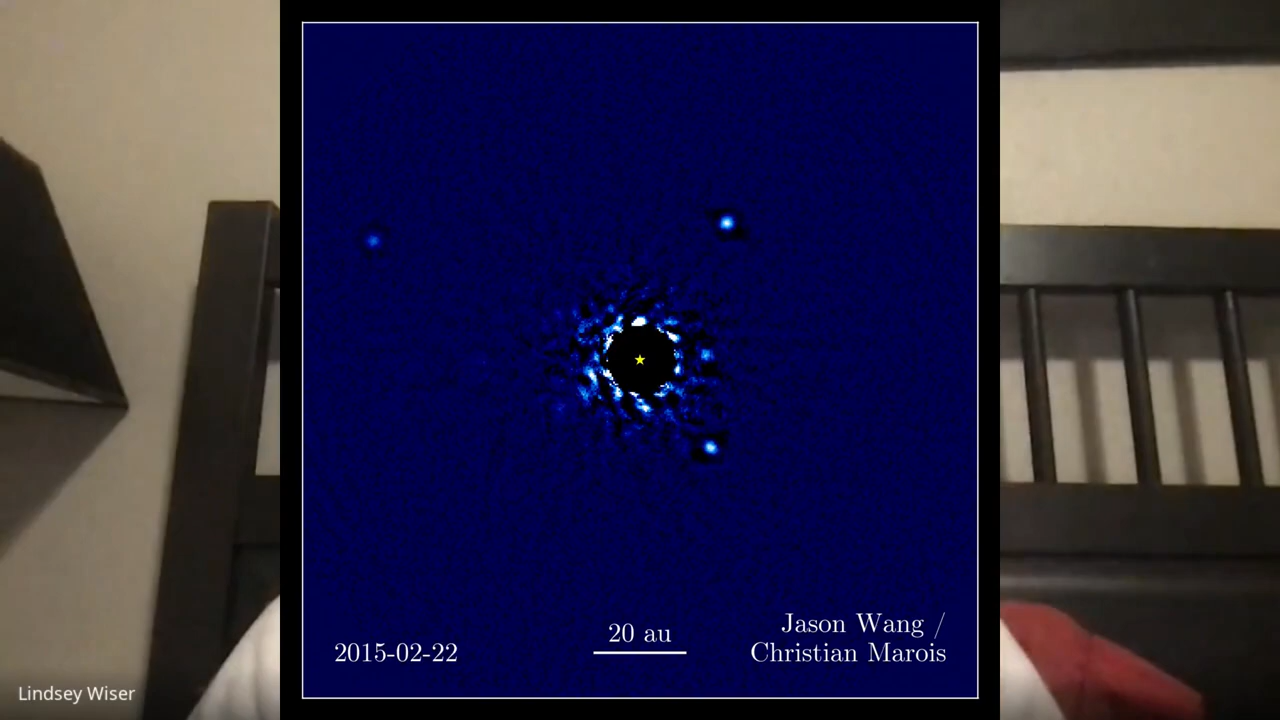 20 au
Jason Wang /
Christian Marois
2015-02-22
Lindsey Wiser